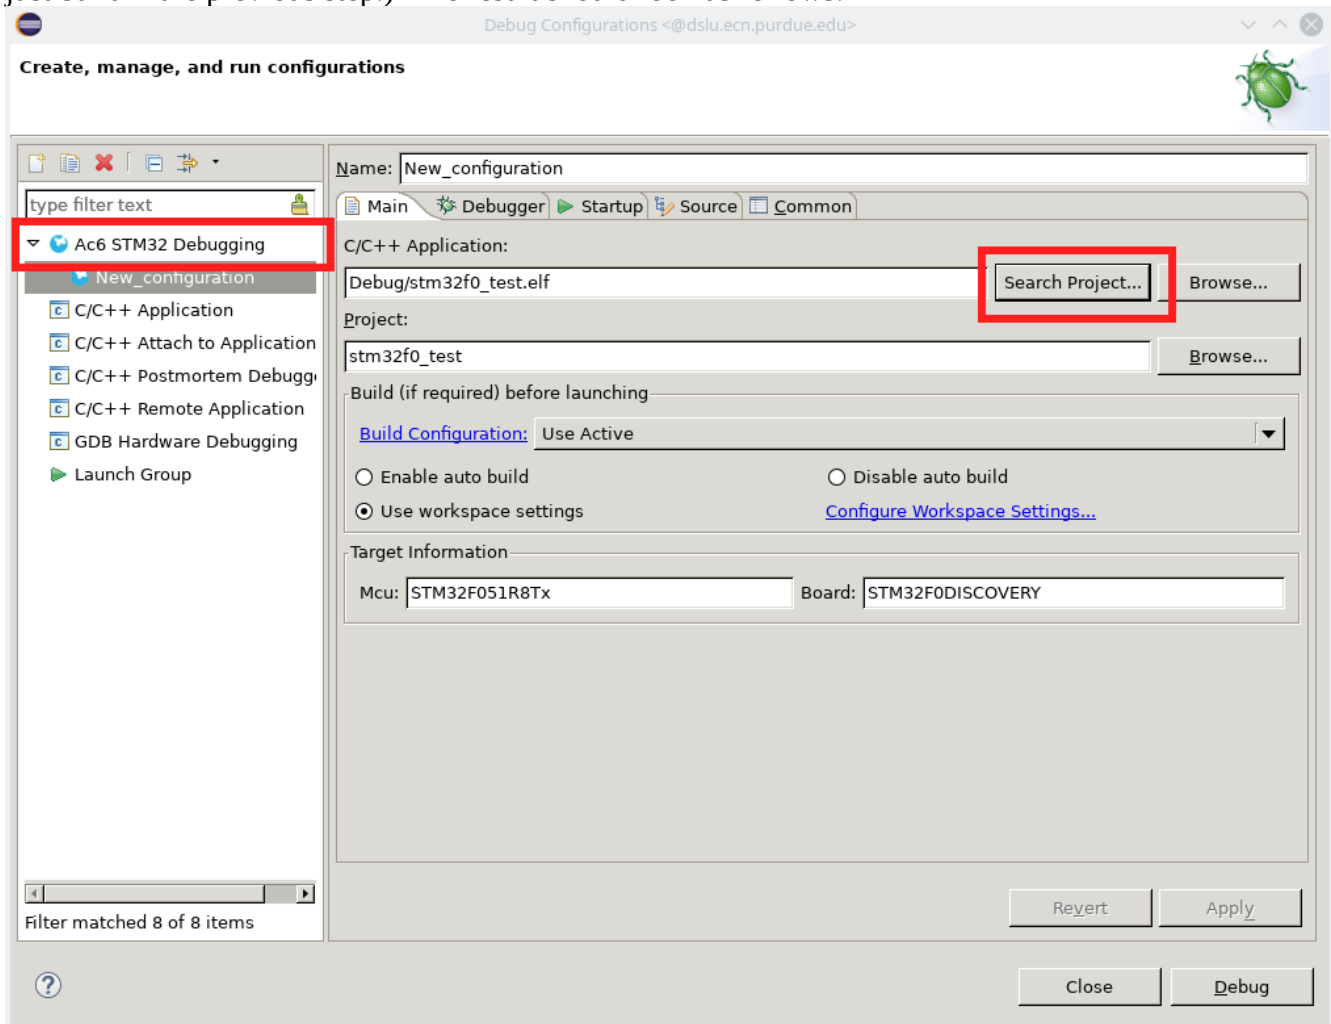 Debug Configurations <@dslu.ecn.purdue.edu>
Create, manage, and run configurations
Name: New_configuration
type filter text
Main Debugger Startup Source Common
Ac6 STM32 Debugging
New_configuration
C/C++ Application
C/C++ Attach to Application
C/C++ Postmortem Debugg
C/C++ Remote Application
GDB Hardware Debugging
Launch Group
Filter matched 8 of 8 items
C/C++ Application:
Debug/stm32f0_test.elf Search Project... Browse...
Project:
stm32f0_test Browse...
Build (if required) before launching
Build Configuration: Use Active
Enable auto build Disable auto build
Use workspace settings Configure Workspace Settings...
Target Information
Mcu: STM32F051R8Tx Board: STM32F0DISCOVERY
Revert Apply
Close Debug